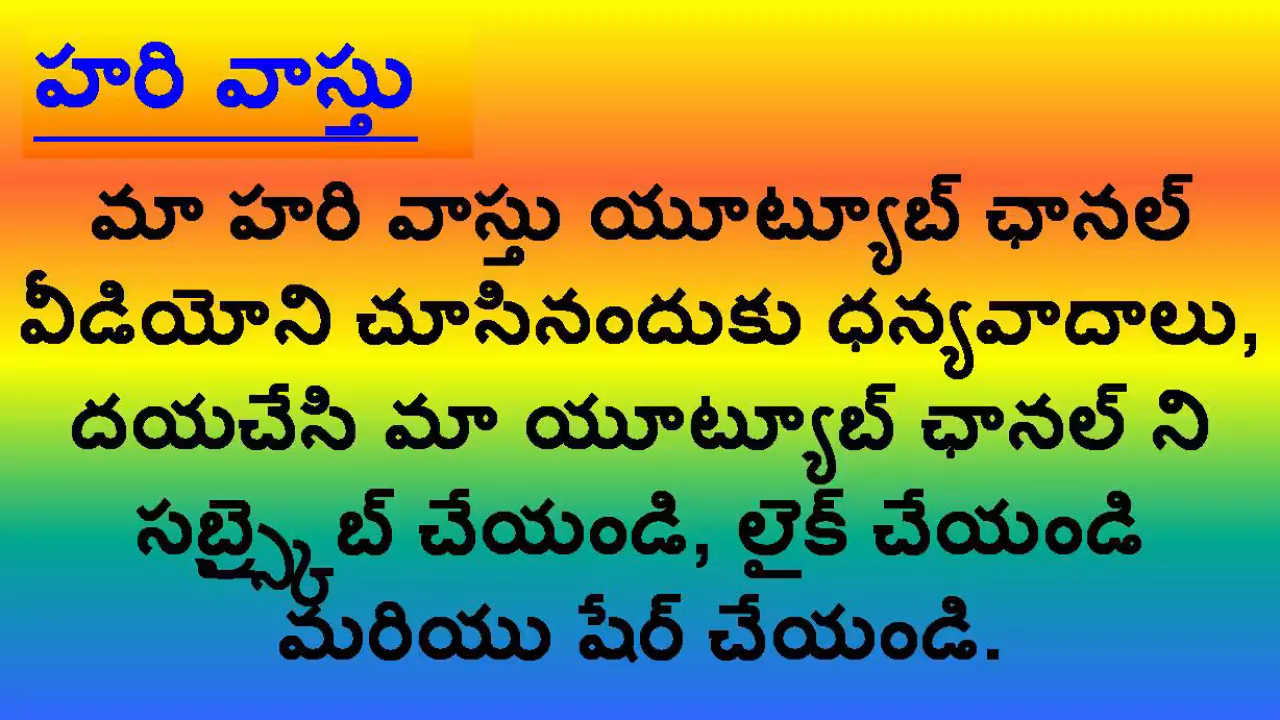 హరి వాస్తు
మా హరి వాస్తు యూట్యూబ్ ఛానల్
వీడియోని చూసినందుకు ధన్యవాదాలు,
దయచేసి మా యూట్యూబ్ ఛానల్ ని
సబ్స్క్రైబ్ చేయండి, లైక్ చేయండి
మరియు షేర్ చేయండి.